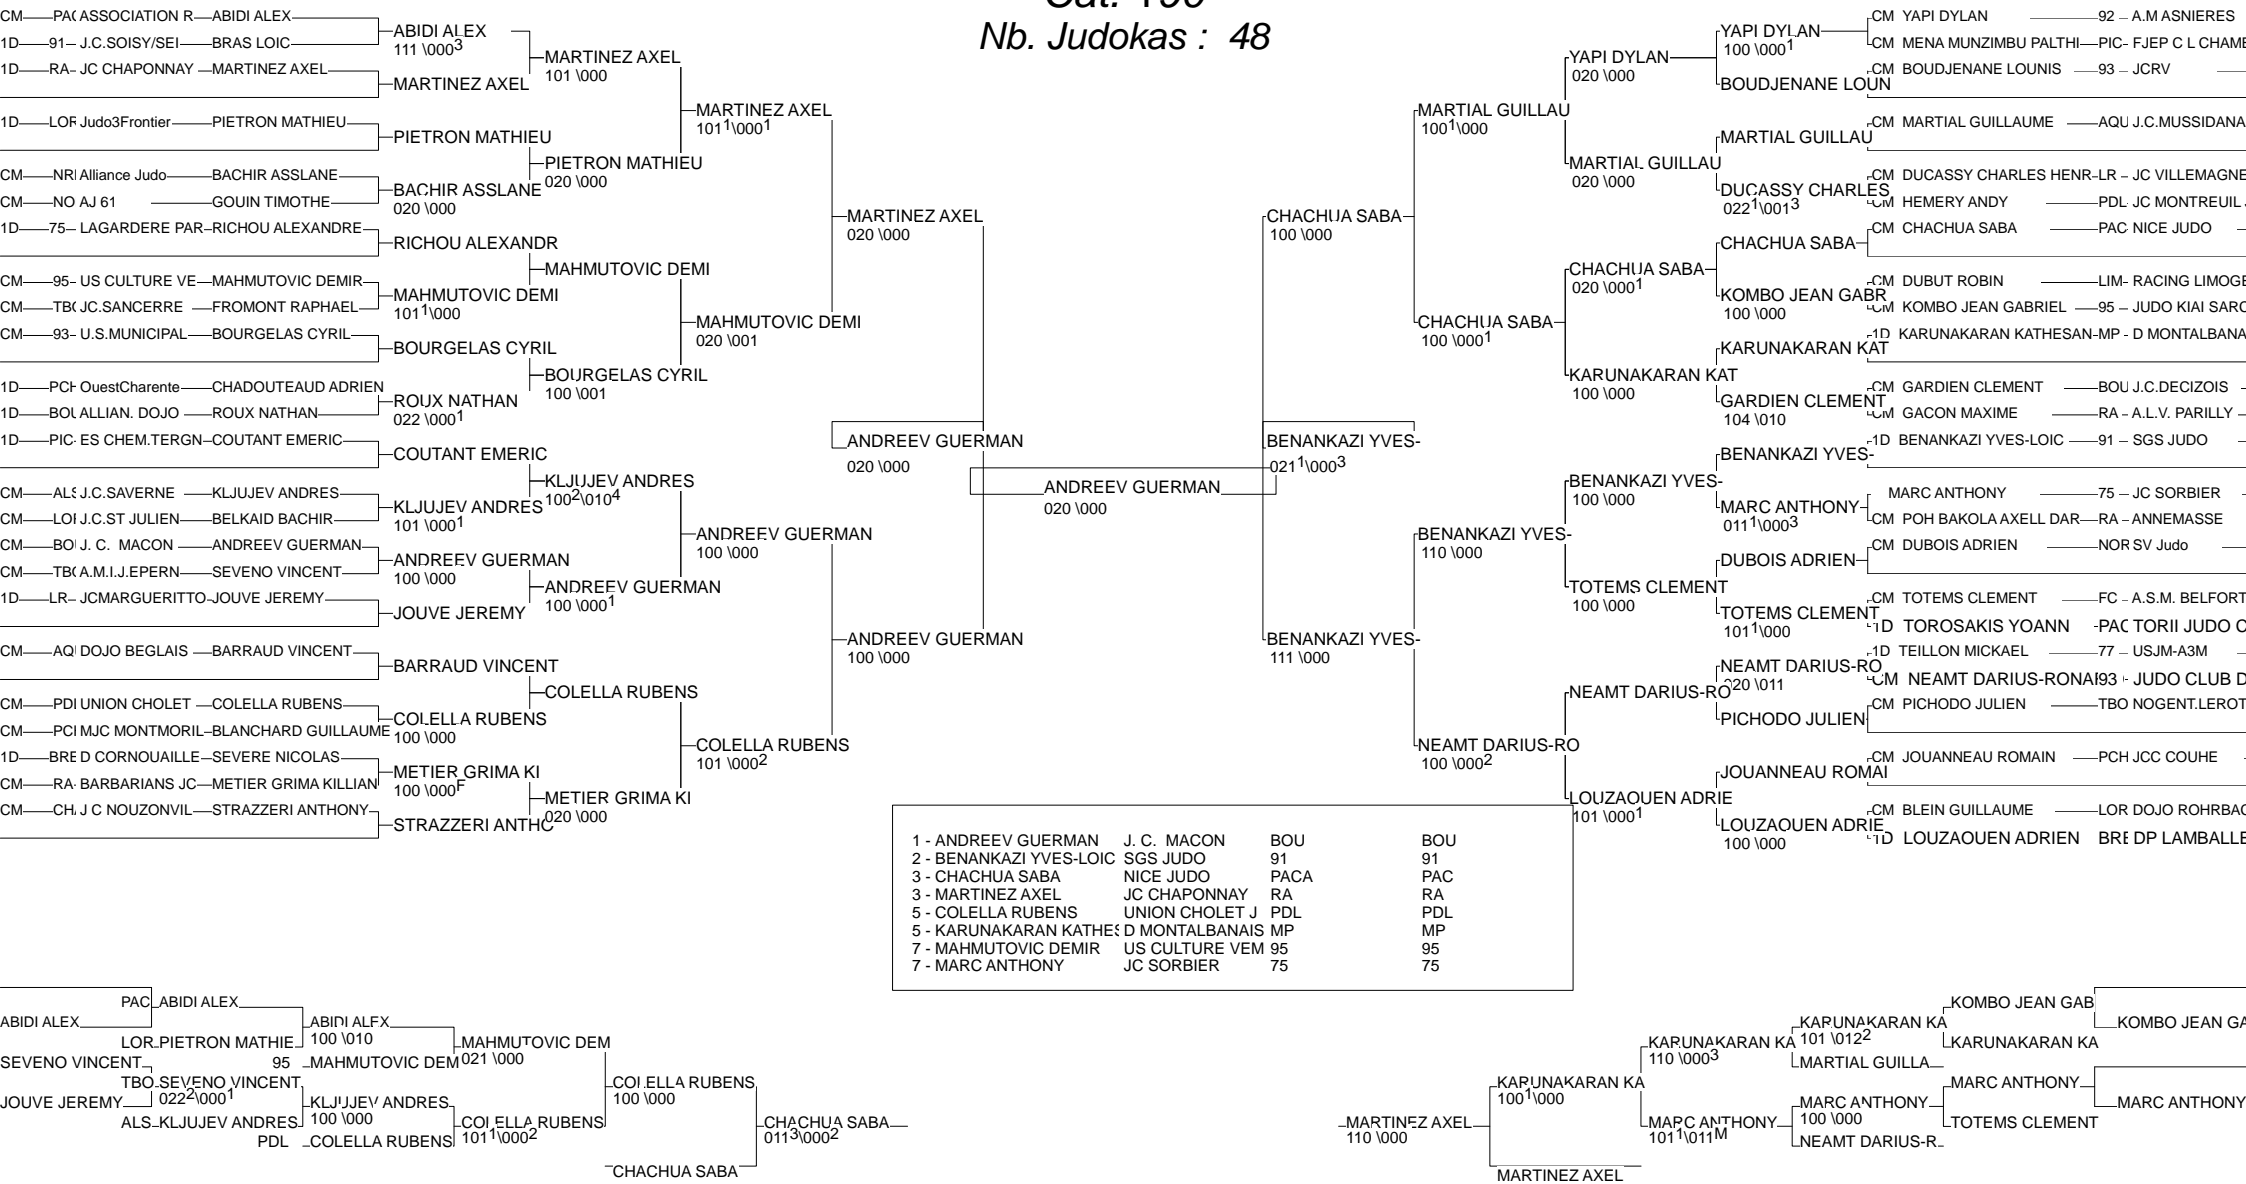 Nb. Judokas : 48
CM PA ASSOCIATION R ABIDI ALEX
1D 91 J.C.SOISY/SEI BRAS LOIC
1D RA JC CHAPONNAY MARTINEZ AXEL
1D LOR Judo3Frontier PIETRON MATHIEU
CM NRI Alliance Judo BACHIR ASSLANE
CM NO AJ 61 GOUIN TIMOTHE
1D 75 LAGARDERE PAR RICHOU ALEXANDRE
CM 95 US CULTURE VE MAHMUTOVIC DEMIR
CM TB JC.SANCERRE FROMONT RAPHAEL
CM 93 U.S.MUNICIPAL BOURGELAS CYRIL
1D PCH OuestCharente CHADOUTEAUD ADRIEN
1D BOU ALLIAN. DOJO ROUX NATHAN
1D PIC ES CHEM.TERGN COUTANT EMERIC
CM ALS J.C.SAVERNE KLJUJEV ANDRES
CM LOI J.C.ST JULIEN BELKAID BACHIR
CM BO J. C. MACON ANDREEV GUERMAN
CM TB A.M.I.J.EPERN SEVENO VINCENT
1D LR JCMARGUERITTO JOUVE JEREMY
CM AQ DOJO BEGLAIS BARRAUD VINCENT
CM PDI UNION CHOLET COLELLA RUBENS
CM PCI MJC MONTMORIL BLANCHARD GUILLAUME
1D BRE D CORNOUAILLE SEVERE NICOLAS
CM RA BARBARIANS JC METIER GRIMA KILLIAN
CM CH J C NOUZONVIL STRAZZERI ANTHONY
ABIDI ALEX
111 \000 3
MARTINEZ AXEL
PIETRON MATHIEU
BACHIR ASSLANE
020 \000
RICHOU ALEXANDR
MAHMUTOVIC DEMI
101 1\000
BOURGELAS CYRIL
ROUX NATHAN
022 \000 1
COUTANT EMERIC
KLJUJEV ANDRES
101 \000 1
ANDREEV GUERMAN
100 \000
JOUVE JEREMY
BARRAUD VINCENT
COLELLA RUBENS
100 \000
METIER GRIMA KI
100 \000 F
STRAZZERI ANTHO
MARTINEZ AXEL
101 \000
PIETRON MATHIEU
020 \000
MAHMUTOVIC DEMI
BOURGELAS CYRIL
100 \001
KLJUJEV ANDRES
100 2\010 4
ANDREEV GUERMAN
100 \000 1
COLELLA RUBENS
METIER GRIMA KI
020 \000
MARTINEZ AXEL
101 1\000 1
MAHMUTOVIC DEMI
020 \001
ANDREEV GUERMAN
100 \000
COLELLA RUBENS
101 \000 2
MARTINEZ AXEL
020 \000
ANDREEV GUERMAN
100 \000
ANDREEV GUERMAN
020 \000
ANDREEV GUERMAN
020 \000
BENANKAZI YVES-
021 1\000 3
CHACHUA SABA
100 \000
BENANKAZI YVES-
111 \000
MARTIAL GUILLAU
100 1\000
CHACHUA SABA
100 \000 1
BENANKAZI YVES-
110 \000
NEAMT DARIUS-RO
100 \000 2
YAPI DYLAN
020 \000
MARTIAL GUILLAU
020 \000
CHACHUA SABA
020 \000 1
KARUNAKARAN KAT
100 \000
BENANKAZI YVES-
100 \000
TOTEMS CLEMENT
100 \000
NEAMT DARIUS-RO
LOUZAOUEN ADRIE
101 \000 1
YAPI DYLAN
100 \000 1
BOUDJENANE LOUN
MARTIAL GUILLAU
DUCASSY CHARLES
022 1\001 3
CHACHUA SABA
KOMBO JEAN GABR
100 \000
KARUNAKARAN KAT
GARDIEN CLEMENT
104 \010
BENANKAZI YVES-
MARC ANTHONY
011 1\000 3
DUBOIS ADRIEN
TOTEMS CLEMENT
101 1\000
NEAMT DARIUS-RO
020 \011
PICHODO JULIEN
JOUANNEAU ROMAI
LOUZAOUEN ADRIE
100 \000
CM YAPI DYLAN 92 A.M ASNIERES
CM MENA MUNZIMBU PALTHI PIC FJEP C L CHAME
CM BOUDJENANE LOUNIS 93 JCRV
CM MARTIAL GUILLAUME AQU J.C.MUSSIDANA
CM DUCASSY CHARLES HENR LR JC VILLEMAGNE
CM HEMERY ANDY PDL JC MONTREUIL
CM CHACHUA SABA PAC NICE JUDO
CM DUBUT ROBIN LIM RACING LIMOGE
CM KOMBO JEAN GABRIEL 95 JUDO KIAI SARC
1D KARUNAKARAN KATHESAN MP D MONTALBANA
CM GARDIEN CLEMENT BOU J.C.DECIZOIS
CM GACON MAXIME RA A.L.V. PARILLY
1D BENANKAZI YVES-LOIC 91 SGS JUDO
MARC ANTHONY 75 JC SORBIER
CM POH BAKOLA AXELL DAR RA ANNEMASSE
CM DUBOIS ADRIEN NOR SV Judo
CM TOTEMS CLEMENT FC A.S.M. BELFORT
1D TOROSAKIS YOANN PAC TORII JUDO C
1D TEILLON MICKAEL 77 USJM-A3M
CM NEAMT DARIUS-RONA 93 JUDO CLUB D
CM PICHODO JULIEN TBO NOGENT.LEROT
CM JOUANNEAU ROMAIN PCH JCC COUHE
CM BLEIN GUILLAUME LOR DOJO ROHRBAC
1D LOUZAOUEN ADRIEN BRE DP LAMBALLE
1 - ANDREEV GUERMAN J. C. MACON BOU BOU
2 - BENANKAZI YVES-LOIC SGS JUDO 91 91
3 - CHACHUA SABA NICE JUDO PACA PAC
3 - MARTINEZ AXEL JC CHAPONNAY RA RA
5 - COLELLA RUBENS UNION CHOLET J PDL PDL
5 - KARUNAKARAN KATHES D MONTALBANAIS MP MP
7 - MAHMUTOVIC DEMIR US CULTURE VEM 95 95
7 - MARC ANTHONY JC SORBIER 75 75
ABIDI ALEX
SEVENO VINCENT
JOUVE JEREMY
PAC ABIDI ALEX
LOR PIETRON MATHIE
TBO SEVENO VINCENT
022 2\000 1
ALS KLJUJEV ANDRES
ABIDI ALEX
100 \010
95 MAHMUTOVIC DEM
KLJUJEV ANDRES
100 \000
PDL COLELLA RUBENS
MAHMUTOVIC DEM
021 \000
COLELLA RUBENS
101 1\000 2
COLELLA RUBENS
100 \000
CHACHUA SABA
CHACHUA SABA
011 3\000 2
MARTINEZ AXEL
110 \000
KARUNAKARAN KA
100 1\000
MARTINEZ AXEL
KARUNAKARAN KA
110 \000 3
MARC ANTHONY
101 1\011 M
KARUNAKARAN KA
101 \012 2
MARTIAL GUILLA
MARC ANTHONY
100 \000
NEAMT DARIUS-R
KOMBO JEAN GAB
KARUNAKARAN KA
MARC ANTHONY
TOTEMS CLEMENT
KOMBO JEAN GA
MARC ANTHONY